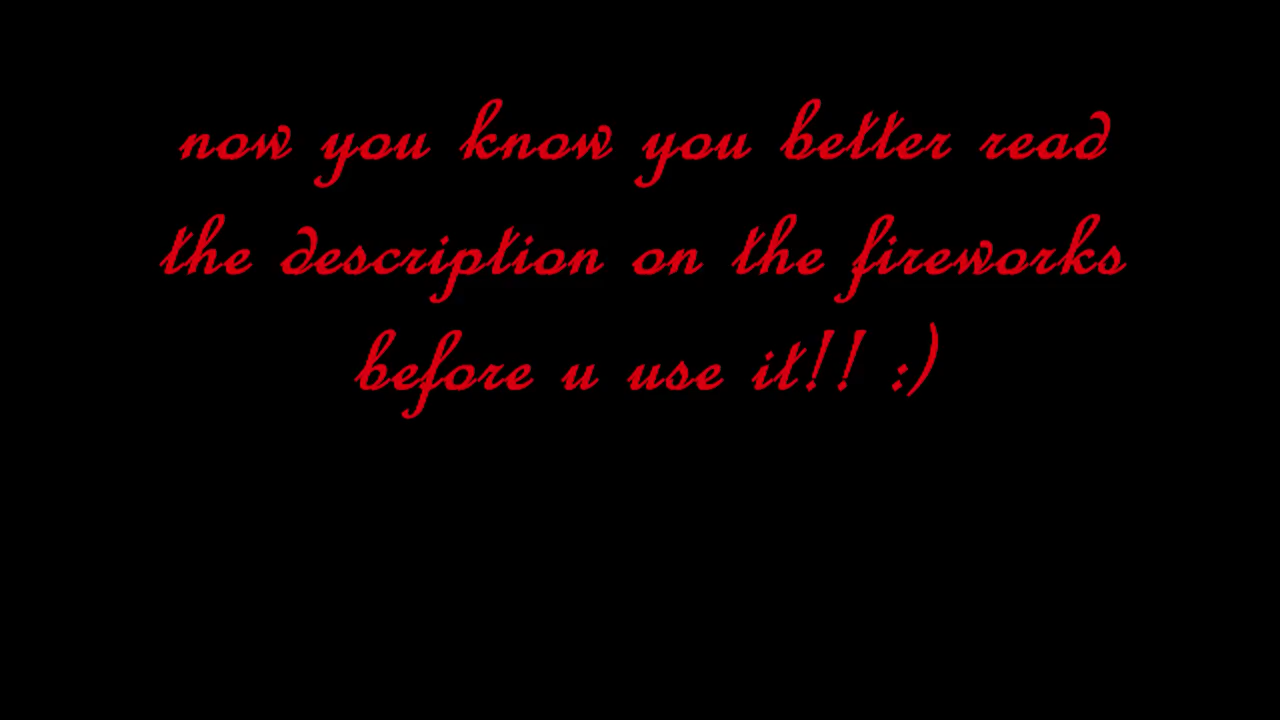 now you know you better read
the description on the fireworks
before u use it!! :)